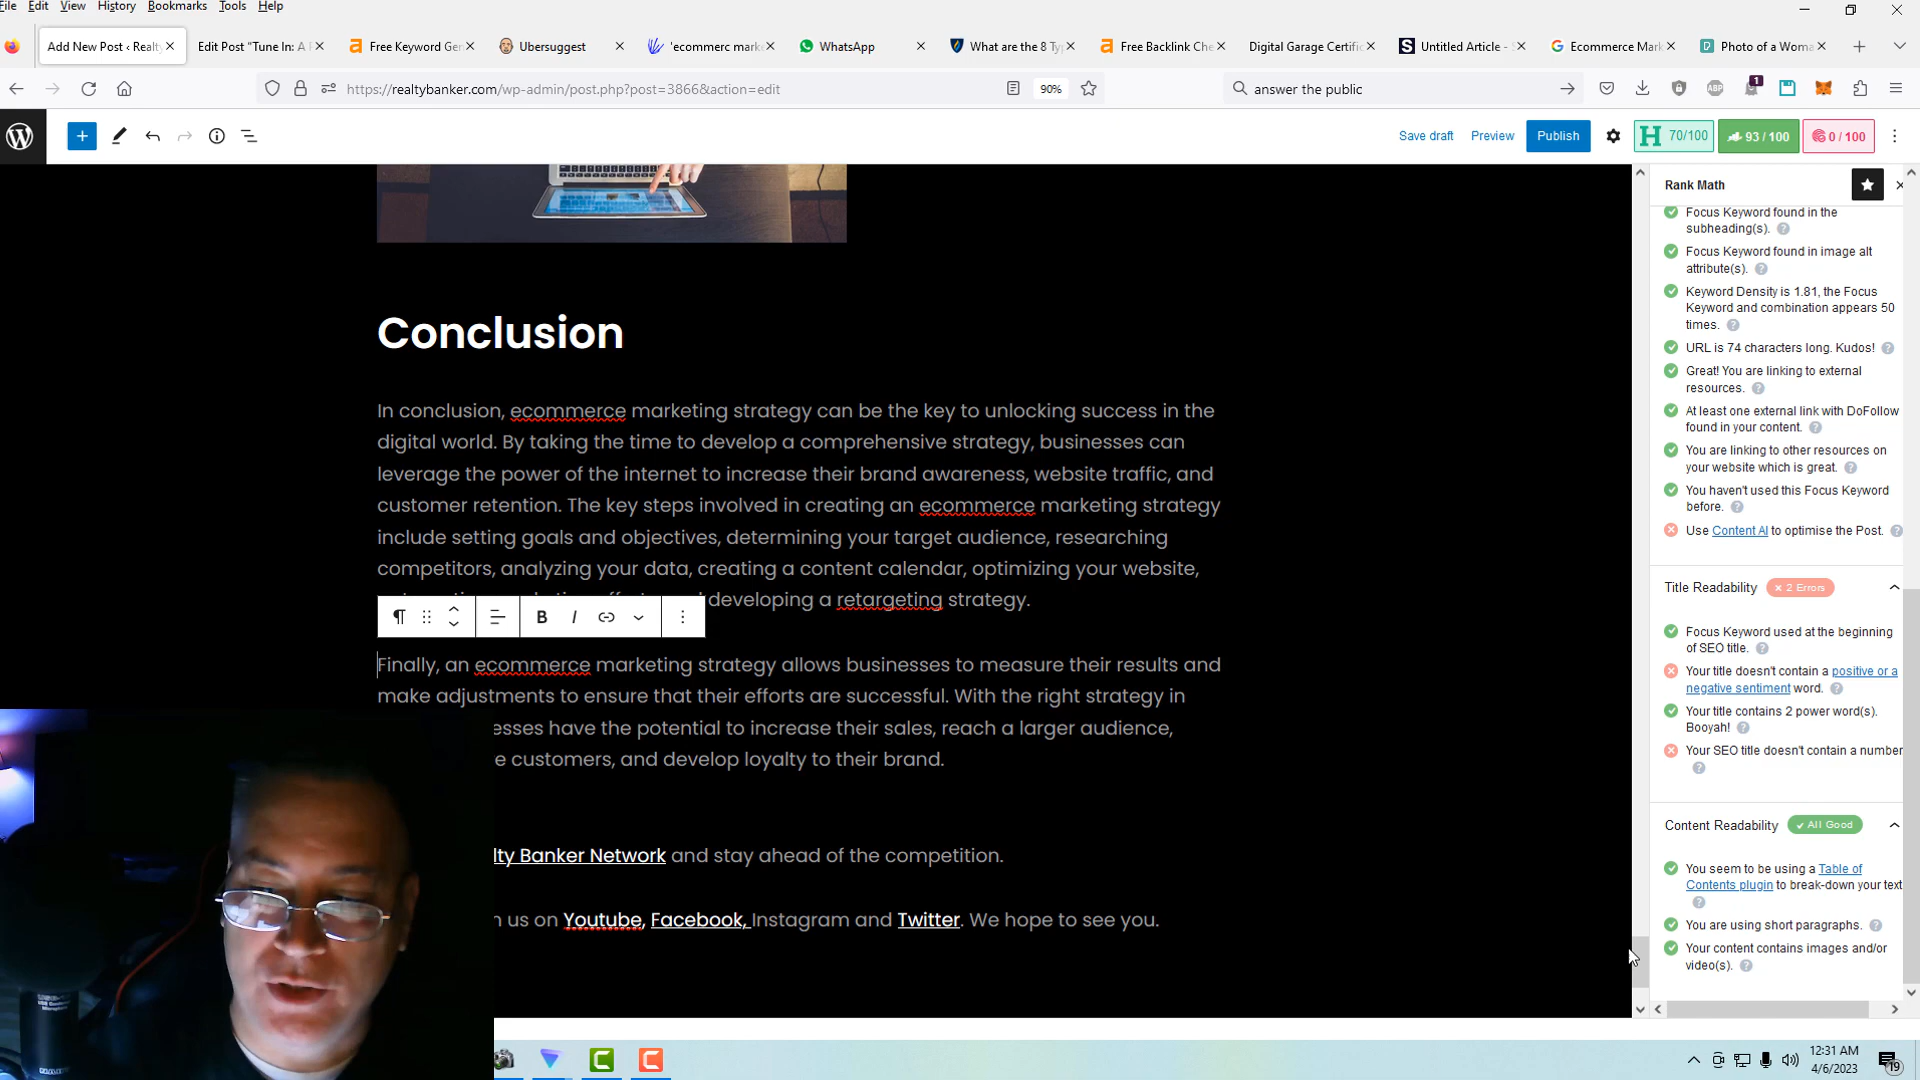 File Edit View History Bookmarks Tools Help
Add New Post ‹ Realty
Edit Post "Tune In: A
Free Keyword Gen
Ubersuggest
'ecommerc mark
WhatsApp
What are the 8 Ty
Free Backlink Che
Digital Garage Certific
Untitled Article - S
Ecommerce Mark
Photo of a Woma
https://realtybanker.com/wp-admin/post.php?post=3866&action=edit
90%
answer the public
1
Save draft
Preview
Publish
70/100
93 / 100
0 / 100
Rank Math
Focus Keyword found in the
subheading(s).
Focus Keyword found in image alt
attribute(s).
Keyword Density is 1.81, the Focus
Keyword and combination appears 50
times.
URL is 74 characters long. Kudos!
Great! You are linking to external
resources.
At least one external link with DoFollow
found in your content.
You are linking to other resources on
your website which is great.
You haven't used this Focus Keyword
before.
Use Content AI to optimise the Post.
Title Readability × 2 Errors
Focus Keyword used at the beginning
of SEO title.
Your title doesn't contain a positive or a
negative sentiment word.
Your title contains 2 power word(s).
Booyah!
Your SEO title doesn't contain a number
Content Readability ✓ All Good
You seem to be using a Table of
Contents plugin to break-down your text
You are using short paragraphs.
Your content contains images and/or
video(s).
Conclusion
In conclusion, ecommerce marketing strategy can be the key to unlocking success in the
digital world. By taking the time to develop a comprehensive strategy, businesses can
leverage the power of the internet to increase their brand awareness, website traffic, and
customer retention. The key steps involved in creating an ecommerce marketing strategy
include setting goals and objectives, determining your target audience, researching
competitors, analyzing your data, creating a content calendar, optimizing your website,
developing a retargeting strategy.
B I
Finally, an ecommerce marketing strategy allows businesses to measure their results and
make adjustments to ensure that their efforts are successful. With the right strategy in
esses have the potential to increase their sales, reach a larger audience,
e customers, and develop loyalty to their brand.
lty Banker Network and stay ahead of the competition.
us on Youtube, Facebook, Instagram and Twitter. We hope to see you.
12:31 AM
4/6/2023
19